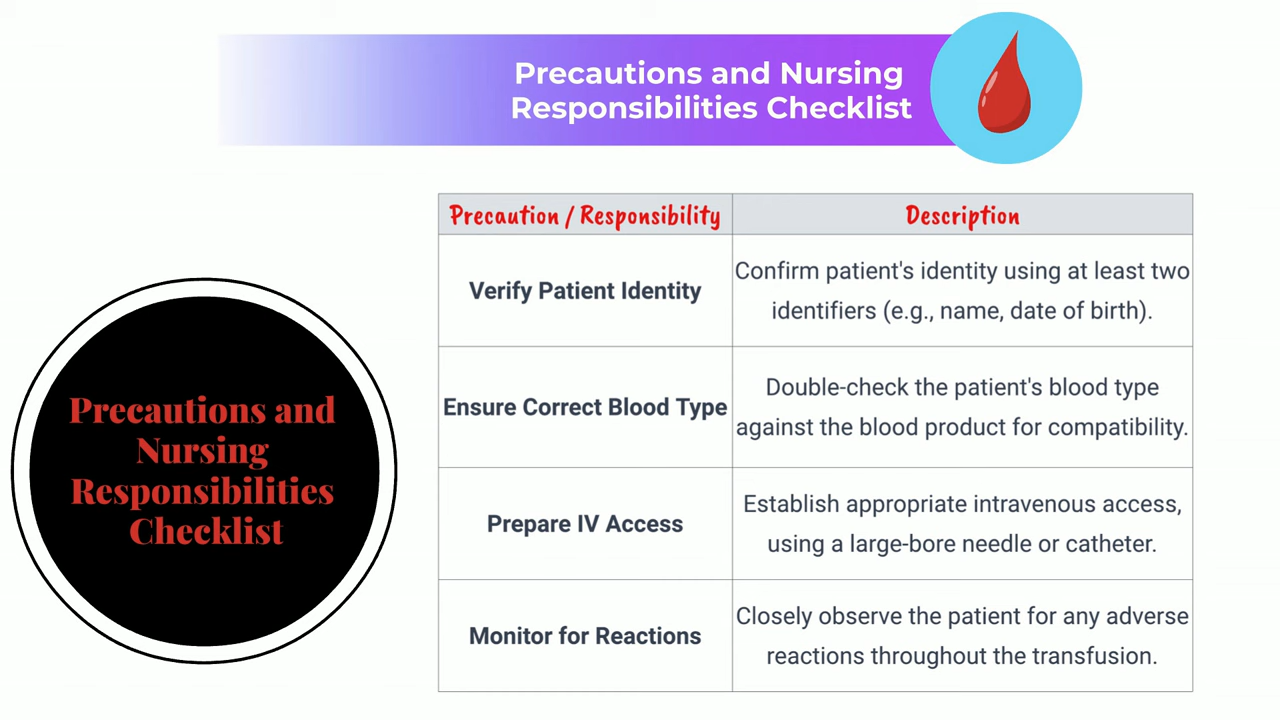 Precautions and Nursing
Responsibilities Checklist
Precautions and
Nursing
Responsibilities
Checklist
Precaution / Responsibility
Description
Verify Patient Identity
Confirm patient's identity using at least two
identifiers (e.g., name, date of birth).
Ensure Correct Blood Type
Double-check the patient's blood type
against the blood product for compatibility.
Prepare IV Access
Establish appropriate intravenous access,
using a large-bore needle or catheter.
Monitor for Reactions
Closely observe the patient for any adverse
reactions throughout the transfusion.